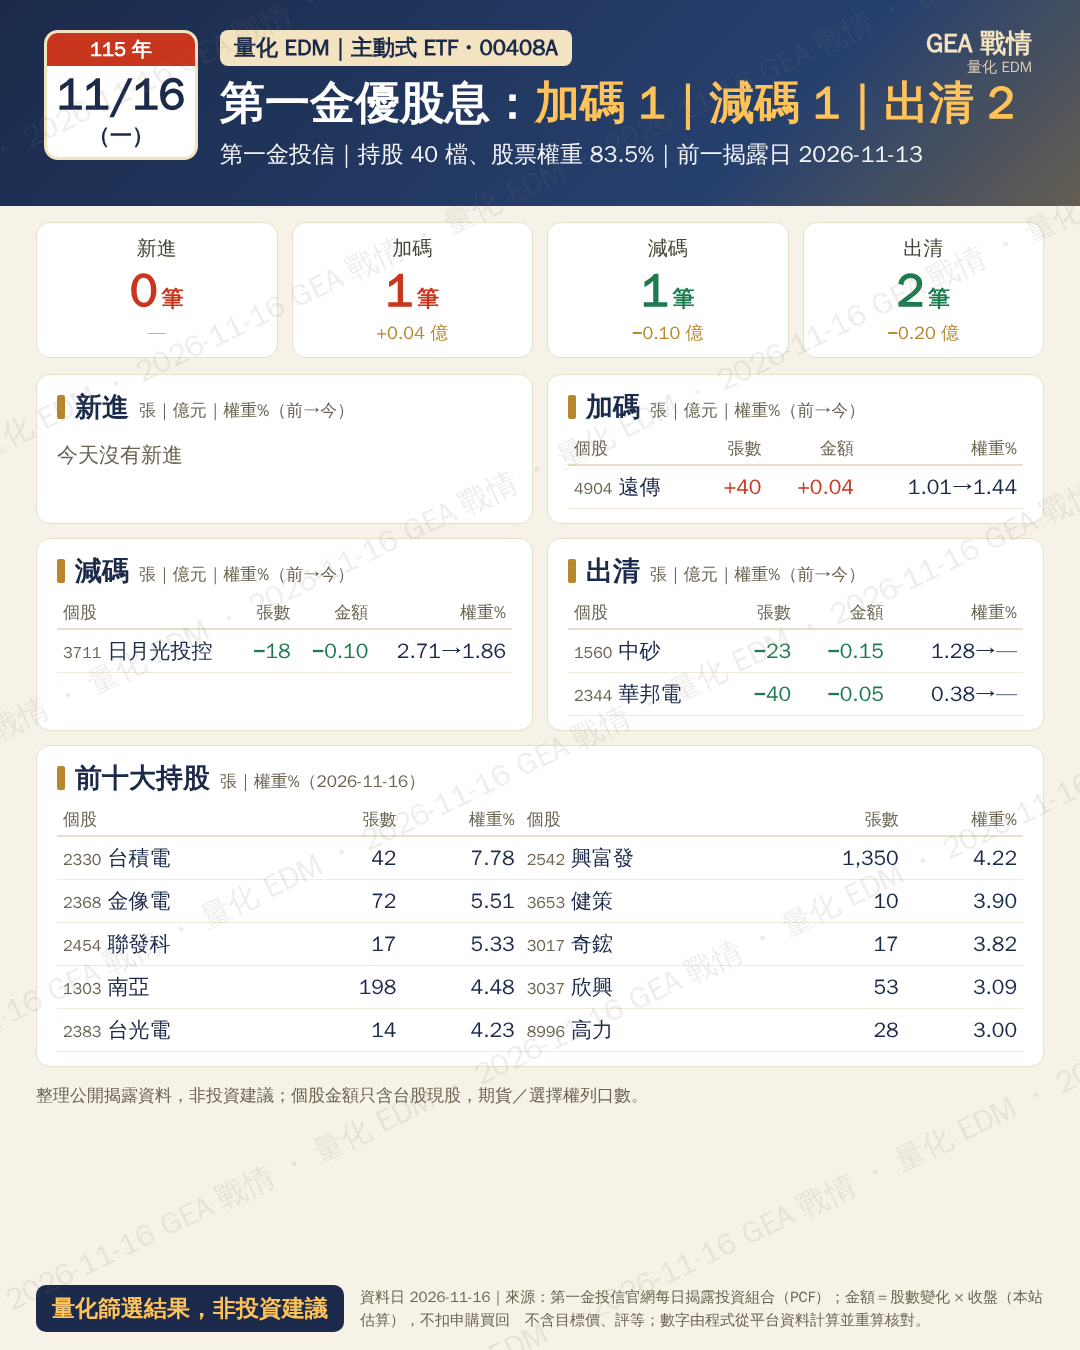 115 年
11/16
（一）
量化 EDM｜主動式 ETF・00408A
第一金優股息：加碼 1｜減碼 1｜出清 2
第一金投信｜持股 40 檔、股票權重 83.5%｜前一揭露日 2026-11-13
GEA 戰情
量化 EDM
新進
0筆
—
加碼
1筆
+0.04 億
減碼
1筆
−0.10 億
出清
2筆
−0.20 億
新進 張｜億元｜權重%（前→今）
今天沒有新進
加碼 張｜億元｜權重%（前→今）
個股 張數 金額 權重%
4904 遠傳 +40 +0.04 1.01→1.44
減碼 張｜億元｜權重%（前→今）
個股 張數 金額 權重%
3711 日月光投控 −18 −0.10 2.71→1.86
出清 張｜億元｜權重%（前→今）
個股 張數 金額 權重%
1560 中砂 −23 −0.15 1.28→—
2344 華邦電 −40 −0.05 0.38→—
前十大持股 張｜權重%（2026-11-16）
個股 張數 權重% 個股 張數 權重%
2330 台積電 42 7.78 2542 興富發 1,350 4.22
2368 金像電 72 5.51 3653 健策 10 3.90
2454 聯發科 17 5.33 3017 奇鋐 17 3.82
1303 南亞 198 4.48 3037 欣興 53 3.09
2383 台光電 14 4.23 8996 高力 28 3.00
整理公開揭露資料，非投資建議；個股金額只含台股現股，期貨／選擇權列口數。
量化篩選結果，非投資建議
資料日 2026-11-16｜來源：第一金投信官網每日揭露投資組合（PCF）；金額＝股數變化 × 收盤（本站
估算），不扣申購買回　不含目標價、評等；數字由程式從平台資料計算並重算核對。
2026-11-16 GEA 戰情 ・ 量化 EDM